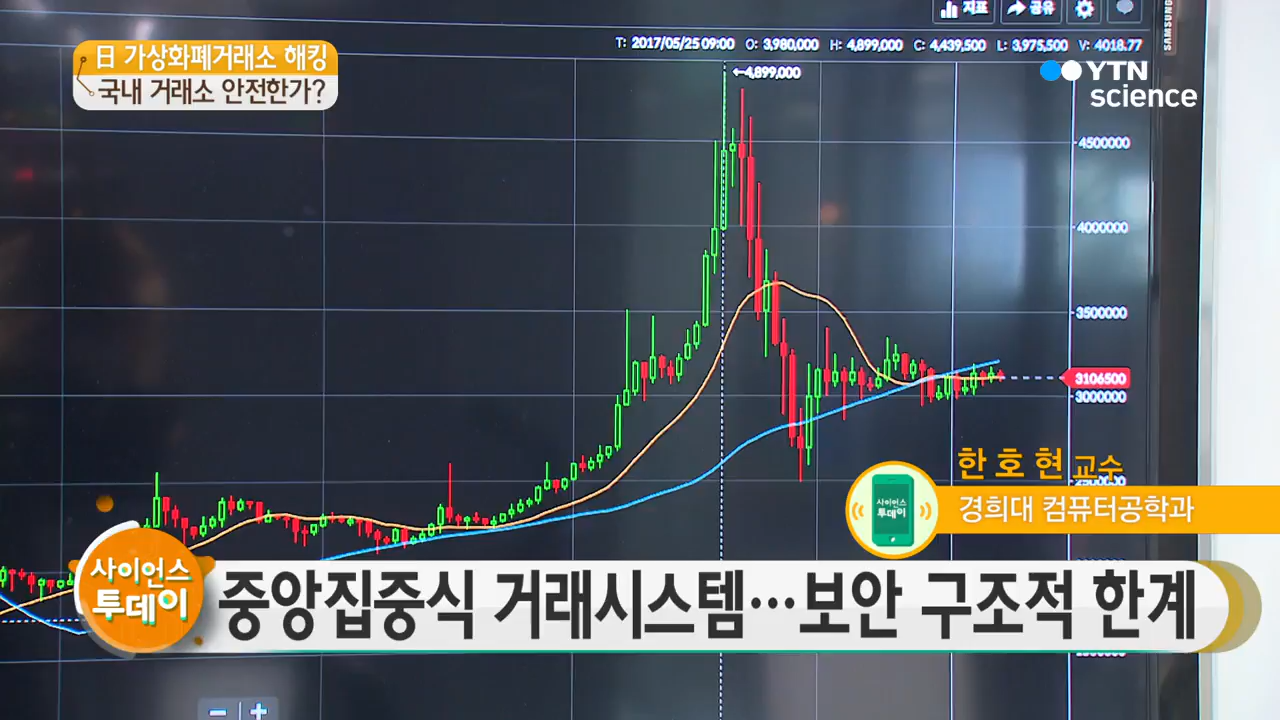 지표
공유
SAMSUNG
T: 2017/05/25 09:00 O: 3,980,000 H: 4,899,000 C: 4,439,500 L: 3,975,500 V: 4018.77
日 가상화폐거래소 해킹
국내 거래소 안전한가?
←4,899,000
YTN
science
4500000
4000000
3500000
3106500
3000000
한호현 교수
2500000
경희대 컴퓨터공학과
사이언스
투데이
사이언스
투데이
중앙집중식 거래시스템…보안 구조적 한계